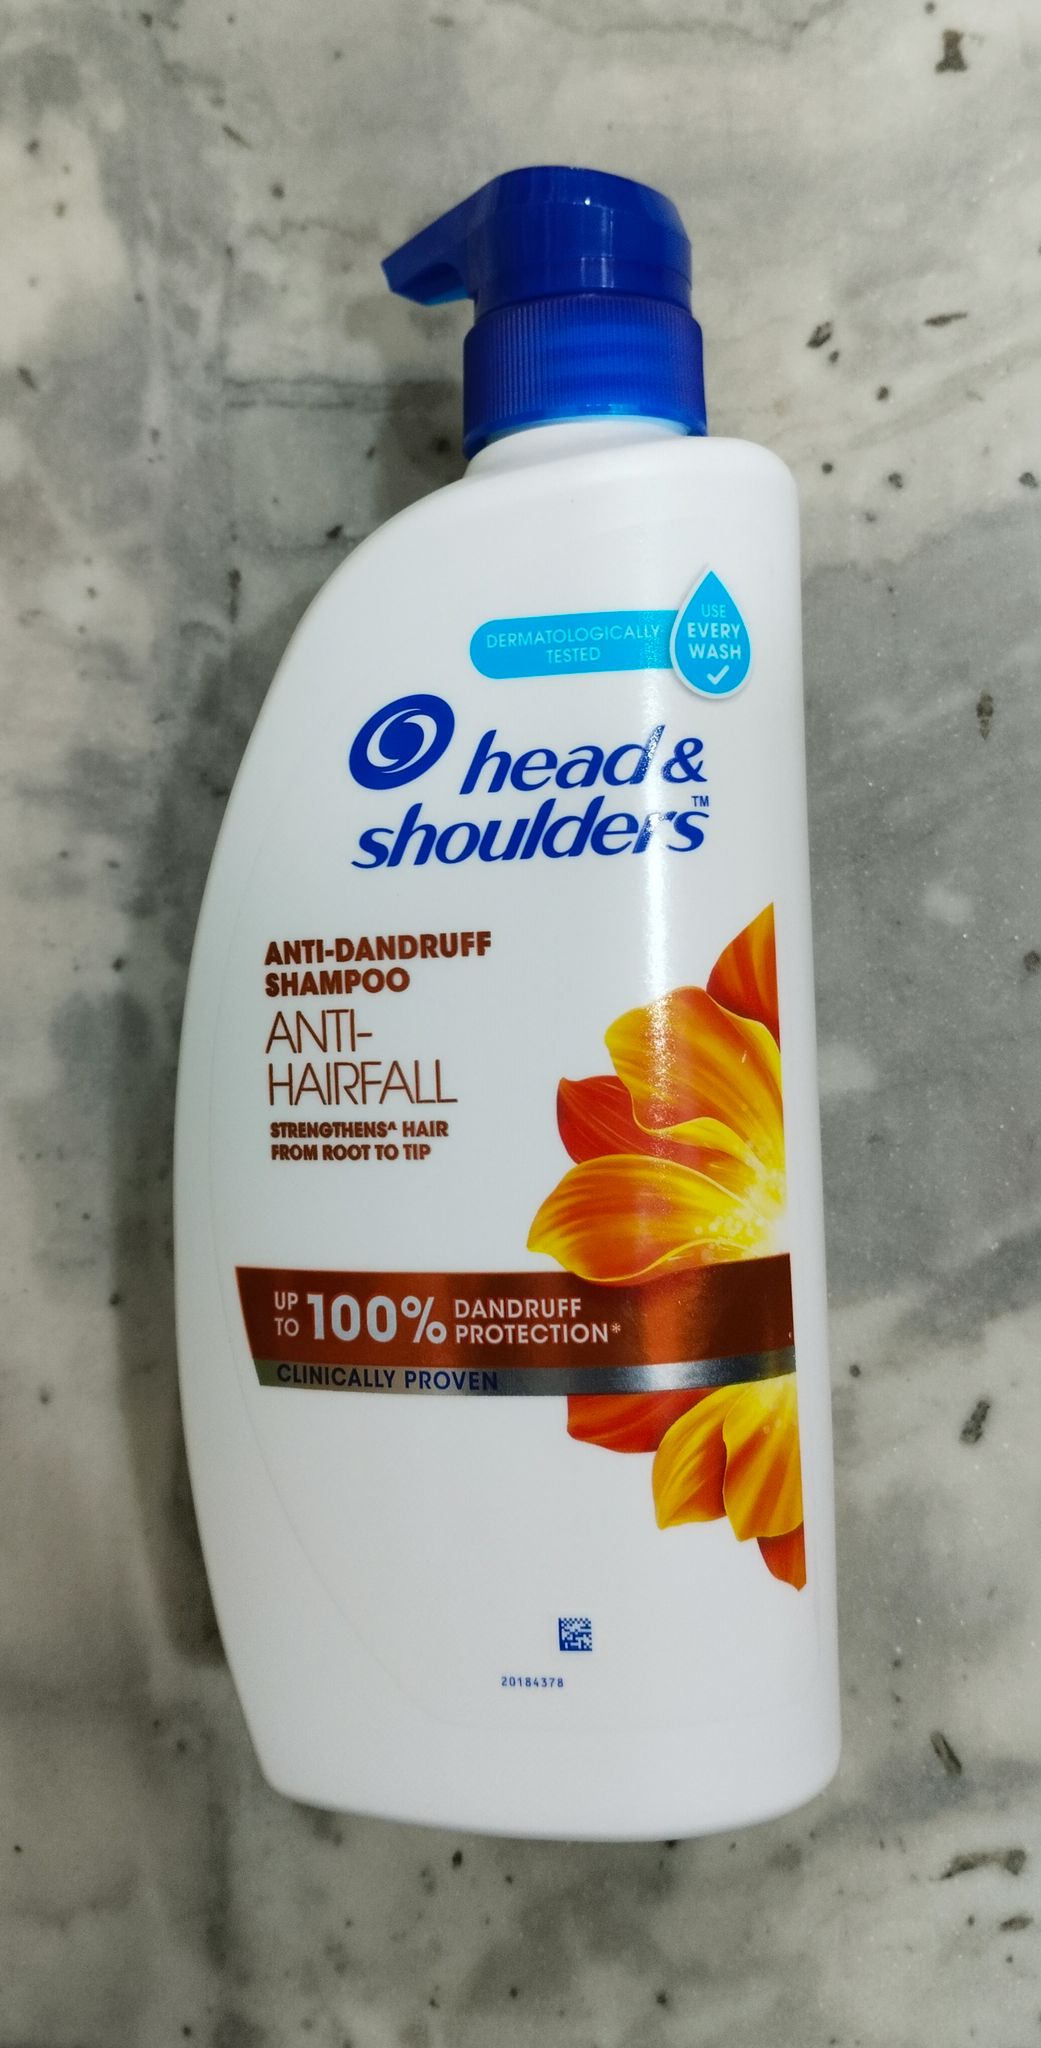 DERMATOLOGICALLY
TESTED
USE
EVERY
WASH
head &
shoulders™
ANTI-DANDRUFF
SHAMPOO
ANTI-
HAIRFALL
STRENGTHENS^ HAIR
FROM ROOT TO TIP
UP
TO 100% DANDRUFF
PROTECTION*
CLINICALLY PROVEN
20184378